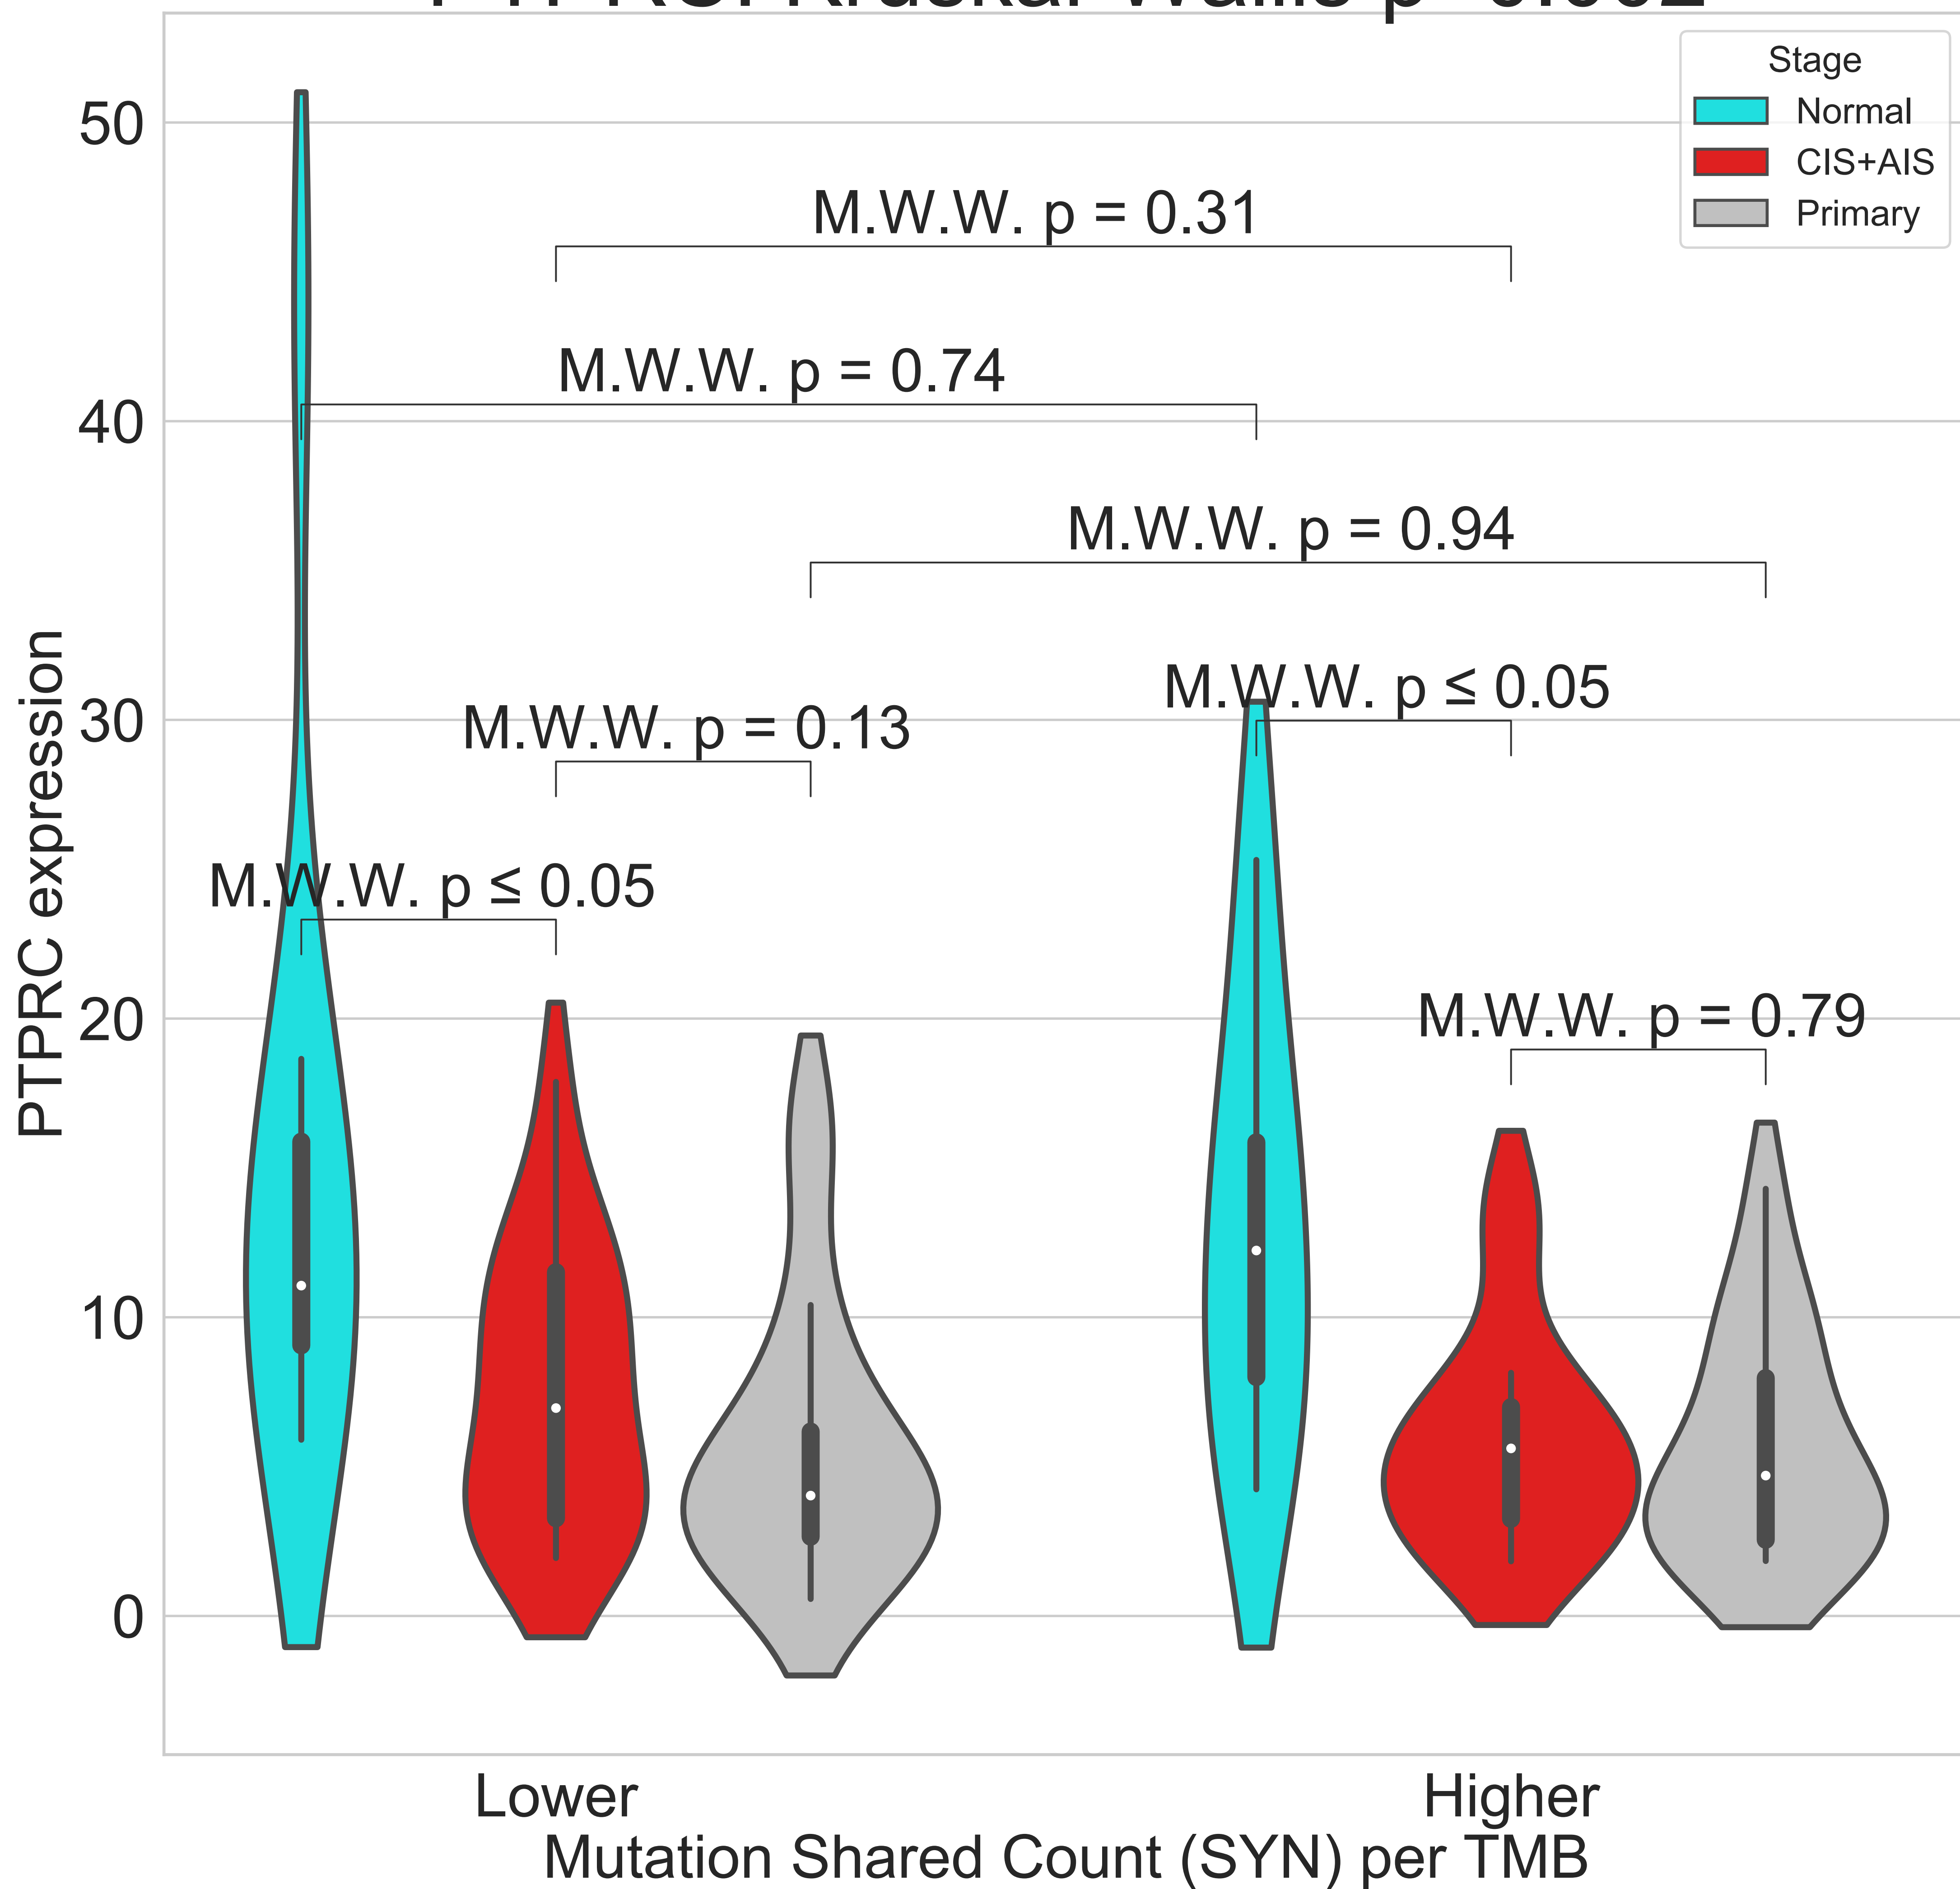 Stage
Normal
CIS+AIS
Primary
50
40
30
20
10
0
PTPRC expression
M.W.W. p = 0.31
M.W.W. p = 0.74
M.W.W. p = 0.94
M.W.W. p ≤ 0.05
M.W.W. p = 0.13
M.W.W. p ≤ 0.05
M.W.W. p = 0.79
Lower
Higher
Mutation Shared Count (SYN) per TMB